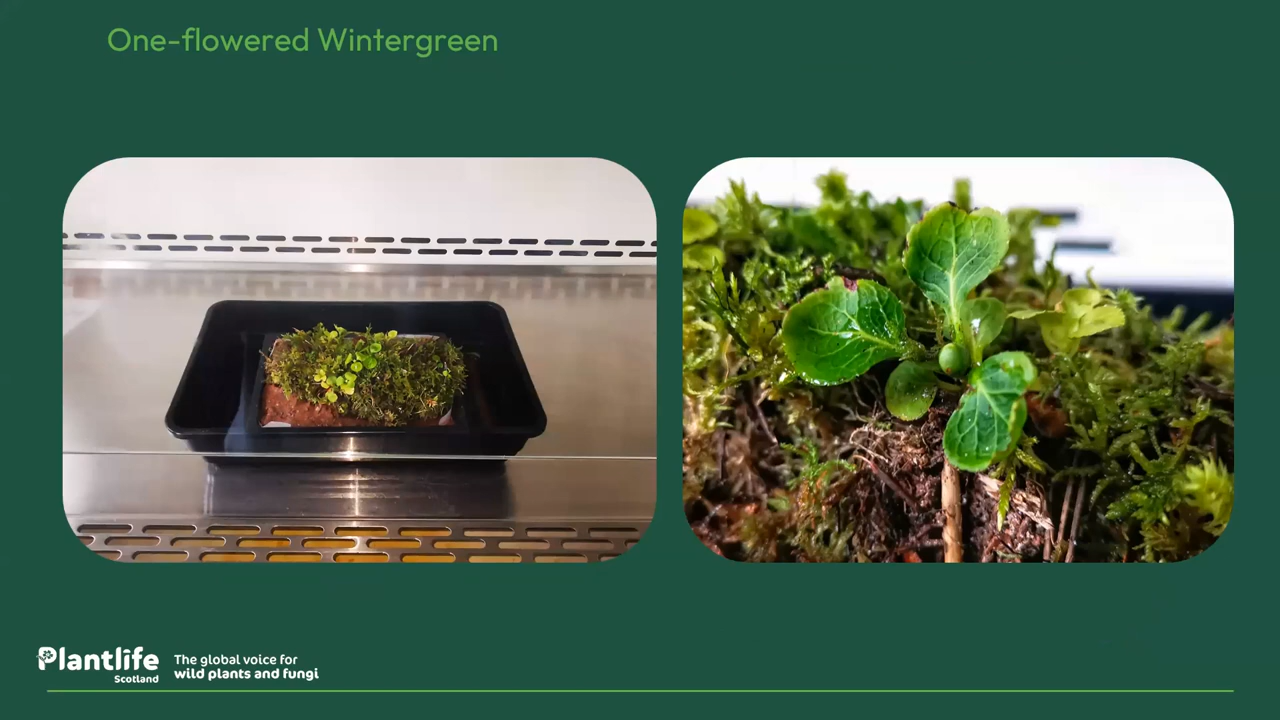 One-flowered Wintergreen
Plantlife
Scotland
The global voice for
wild plants and fungi